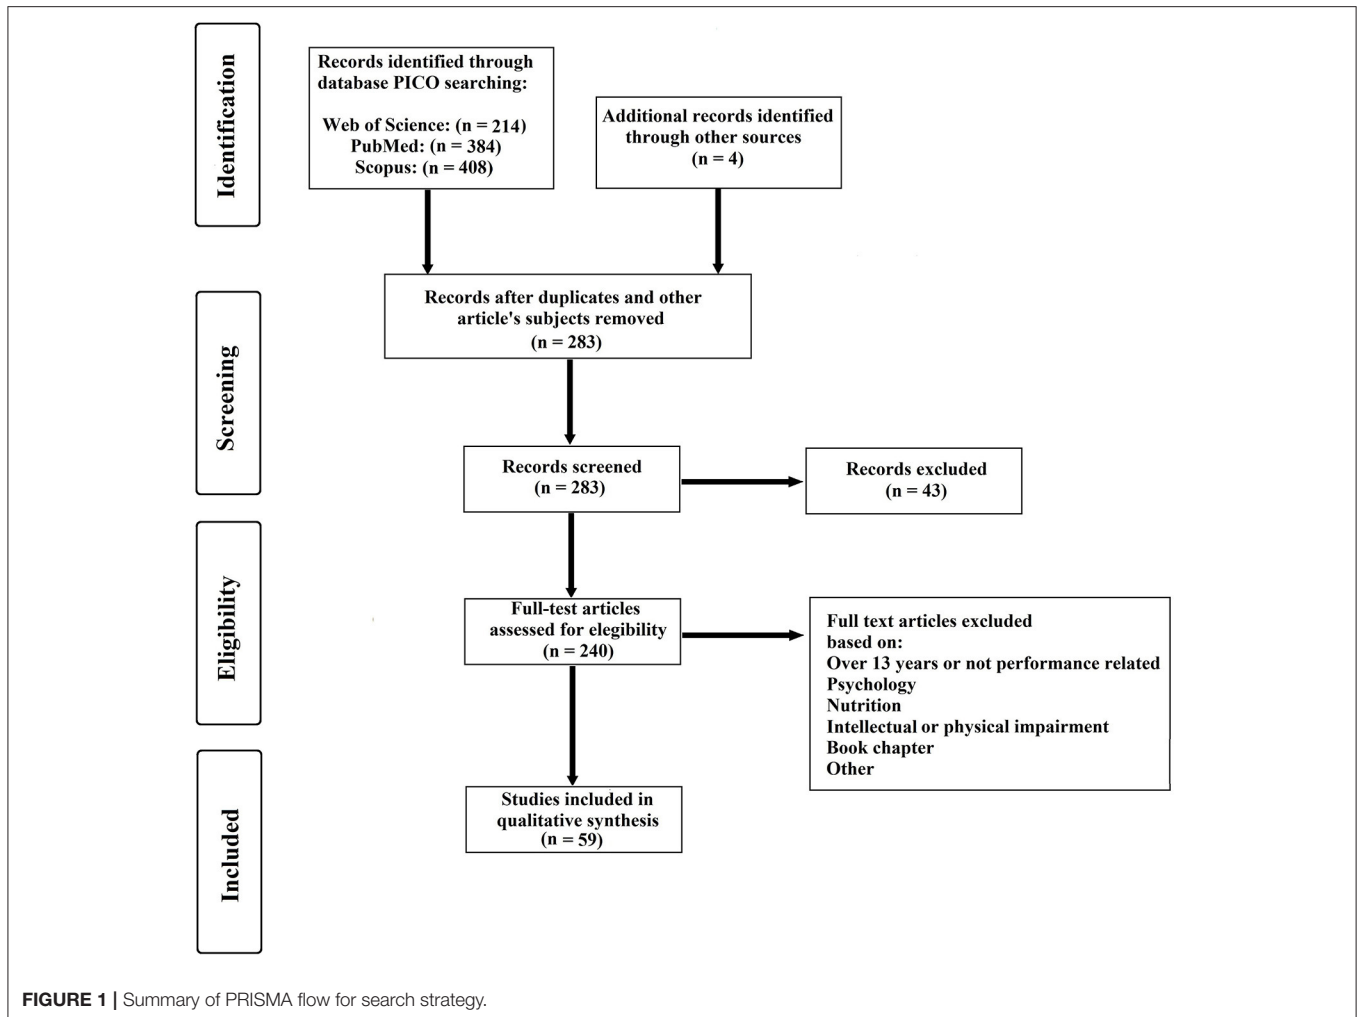 Identification
Records identified through
database PICO searching:
Web of Science: (n = 214)
PubMed: (n = 384)
Scopus: (n = 408)
Additional records identified
through other sources
(n = 4)
Screening
Records after duplicates and other
article's subjects removed
(n = 283)
Records screened
(n = 283)
Records excluded
(n = 43)
Eligibility
Full-test articles
assessed for elegibility
(n = 240)
Full text articles excluded
based on:
Over 13 years or not performance related
Psychology
Nutrition
Intellectual or physical impairment
Book chapter
Other
Included
Studies included in
qualitative synthesis
(n = 59)
FIGURE 1 | Summary of PRISMA flow for search strategy.